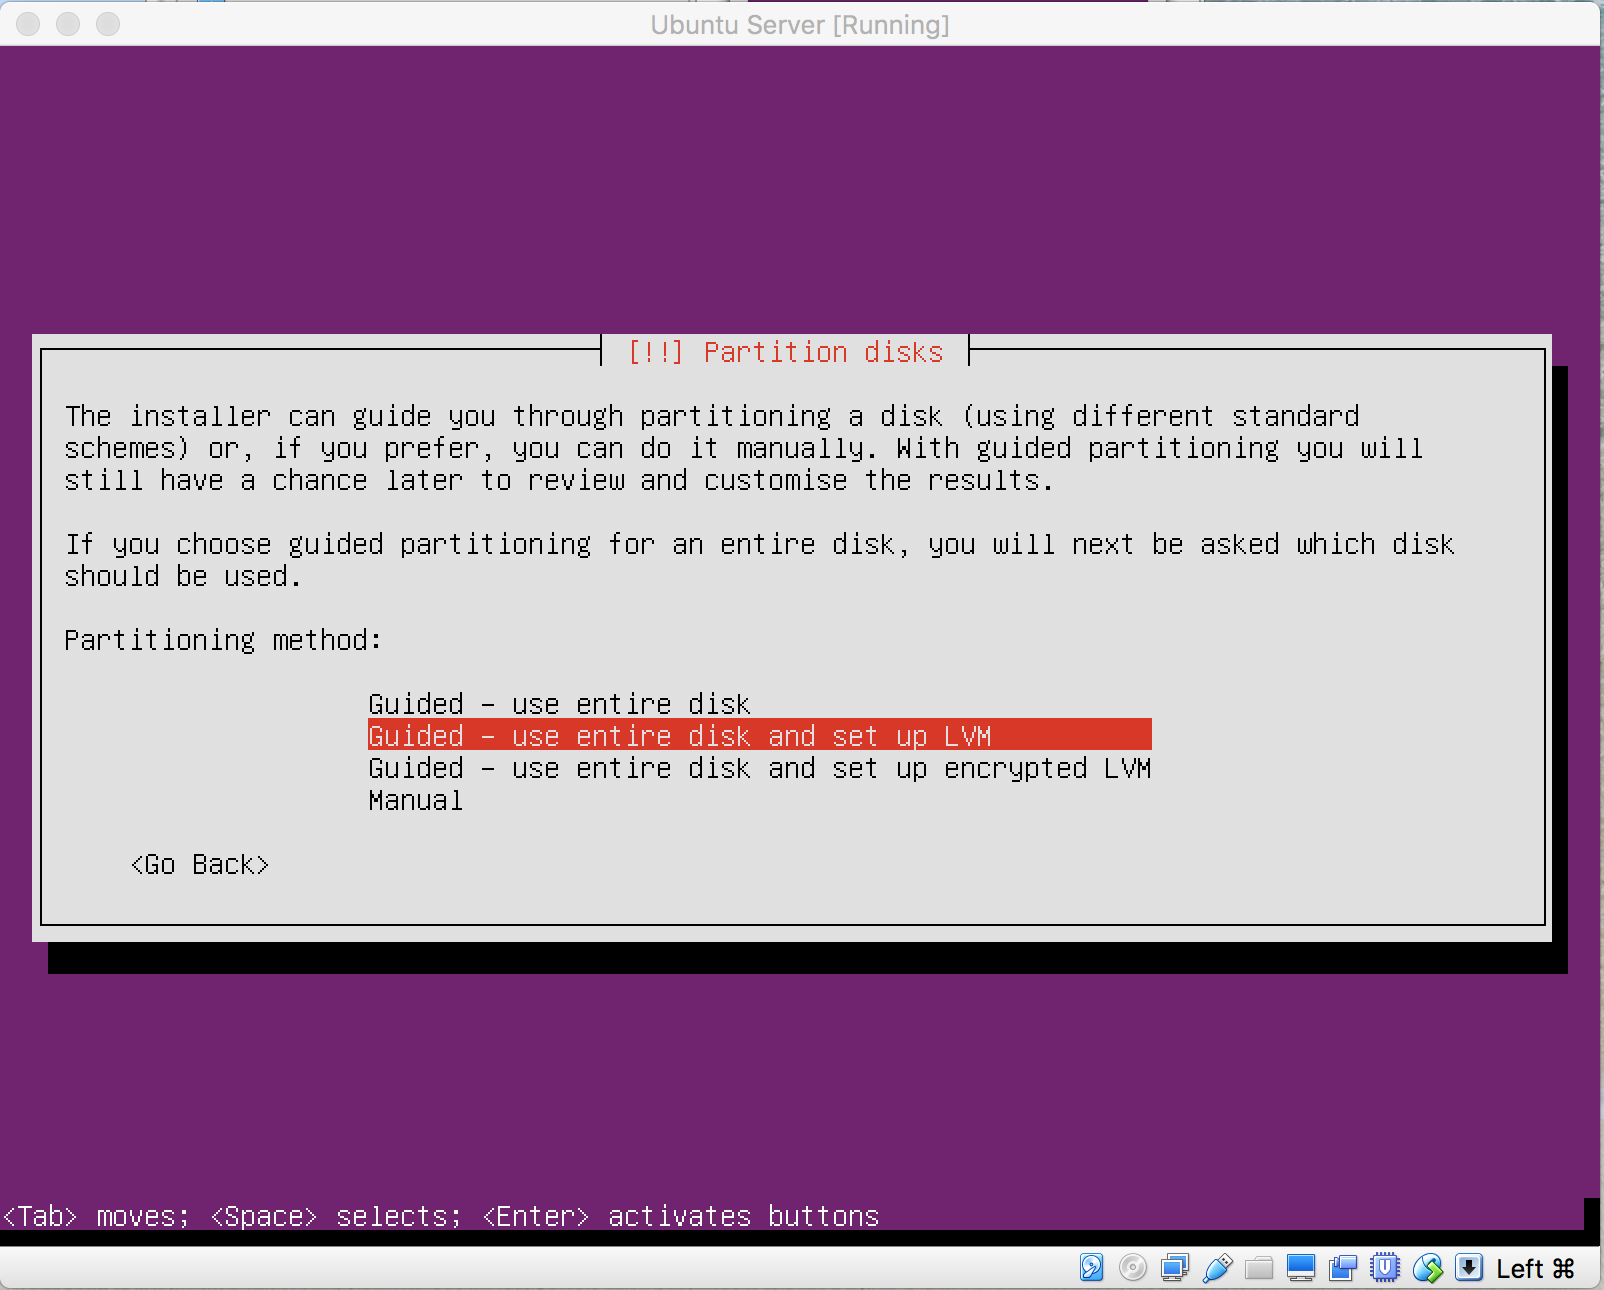 Ubuntu Server [Running]
[!!] Partition disks
The installer can guide you through partitioning a disk (using different standard
schemes) or, if you prefer, you can do it manually. With guided partitioning you will
still have a chance later to review and customise the results.
If you choose guided partitioning for an entire disk, you will next be asked which disk
should be used.
Partitioning method:
Guided - use entire disk
Guided - use entire disk and set up LVM
Guided - use entire disk and set up encrypted LVM
Manual
<Go Back>
<Tab> moves; <Space> selects; <Enter> activates buttons
Left ⌘